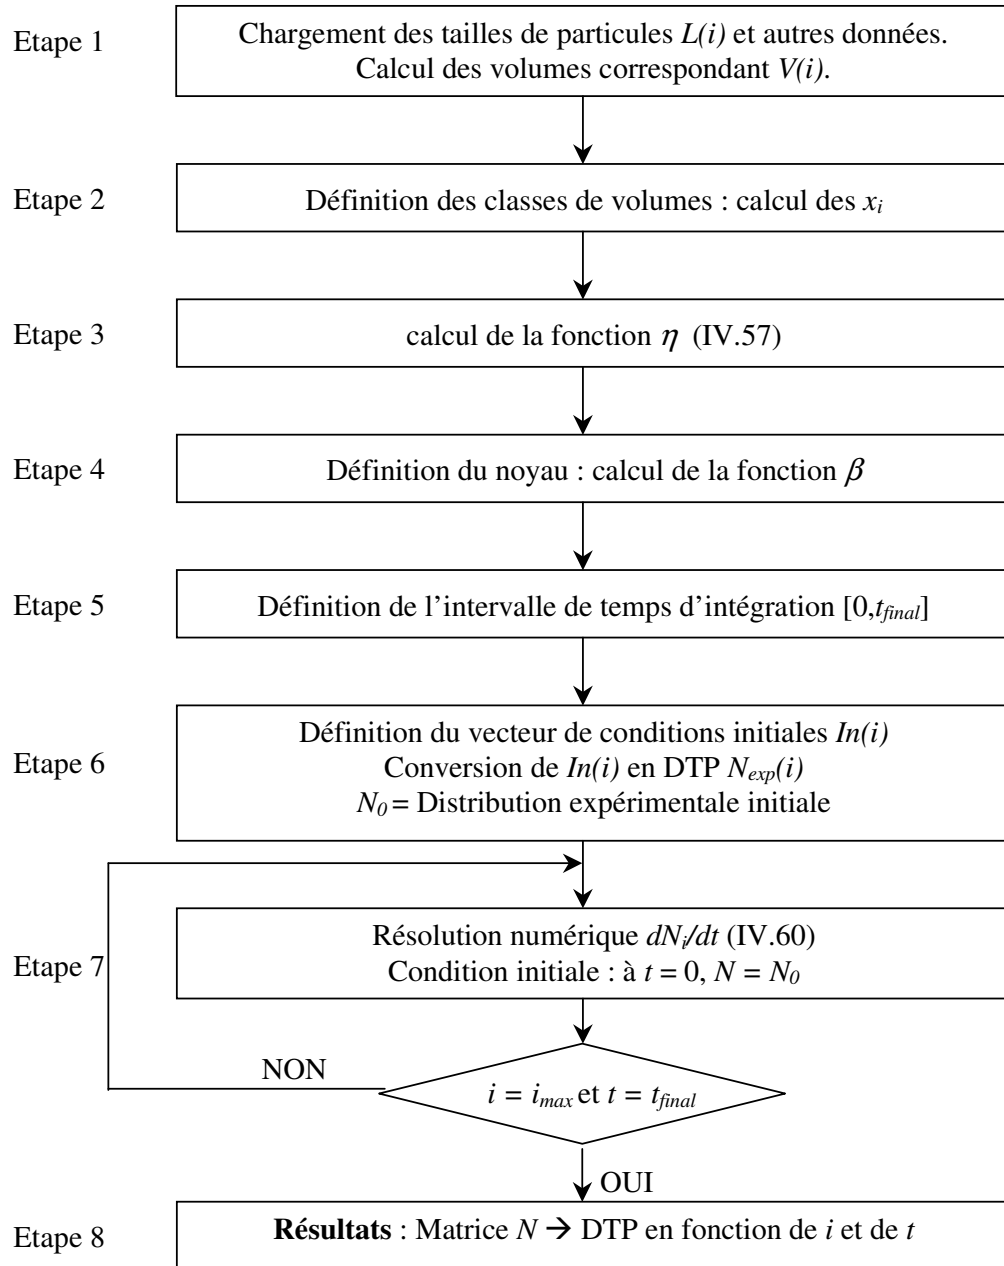 Etape 1
Chargement des tailles de particules L(i) et autres données.
Calcul des volumes correspondant V(i).
Etape 2
Définition des classes de volumes : calcul des xi
Etape 3
calcul de la fonction η (IV.57)
Etape 4
Définition du noyau : calcul de la fonction β
Etape 5
Définition de l’intervalle de temps d’intégration [0,tfinal]
Etape 6
Définition du vecteur de conditions initiales In(i)
Conversion de In(i) en DTP Nexp(i)
N0 = Distribution expérimentale initiale
Etape 7
Résolution numérique dNi/dt (IV.60)
Condition initiale : à t = 0, N = N0
NON
i = imax et t = tfinal
OUI
Etape 8
Résultats : Matrice N → DTP en fonction de i et de t